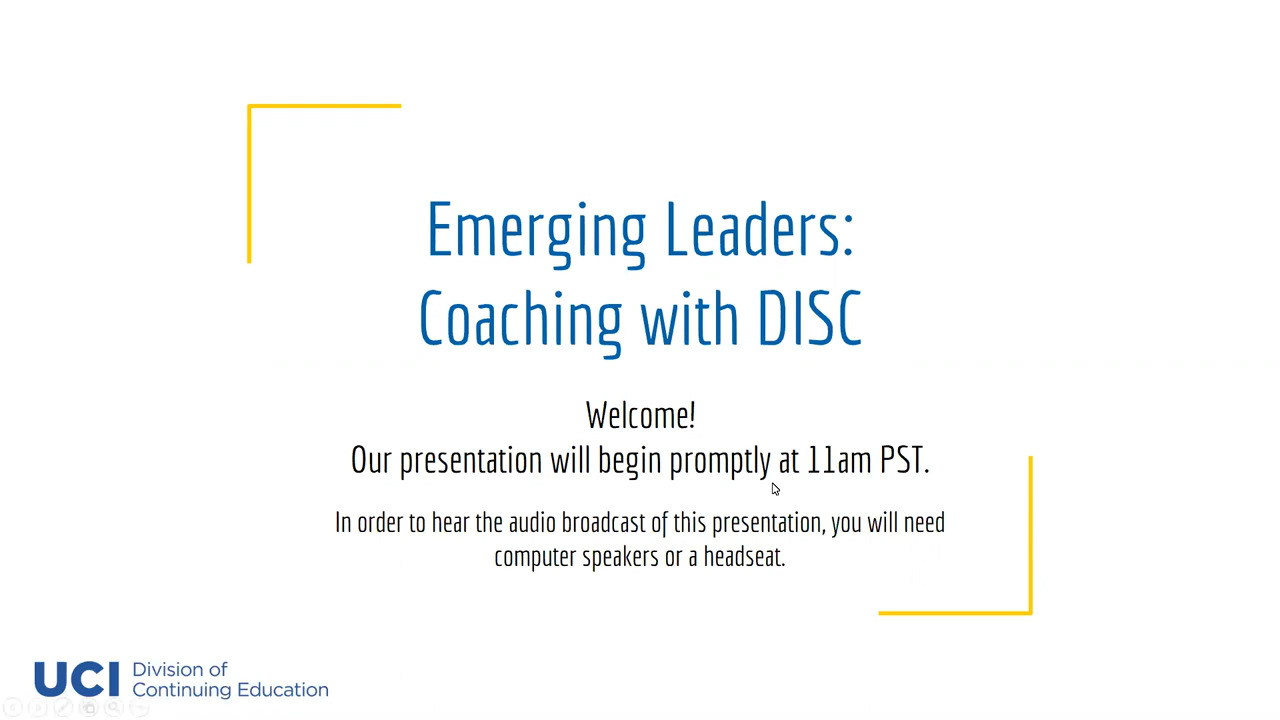 Emerging Leaders:
Coaching with DISC
Welcome!
Our presentation will begin promptly at 11am PST.
In order to hear the audio broadcast of this presentation, you will need
computer speakers or a headseat.
UCI Division of
Continuing Education